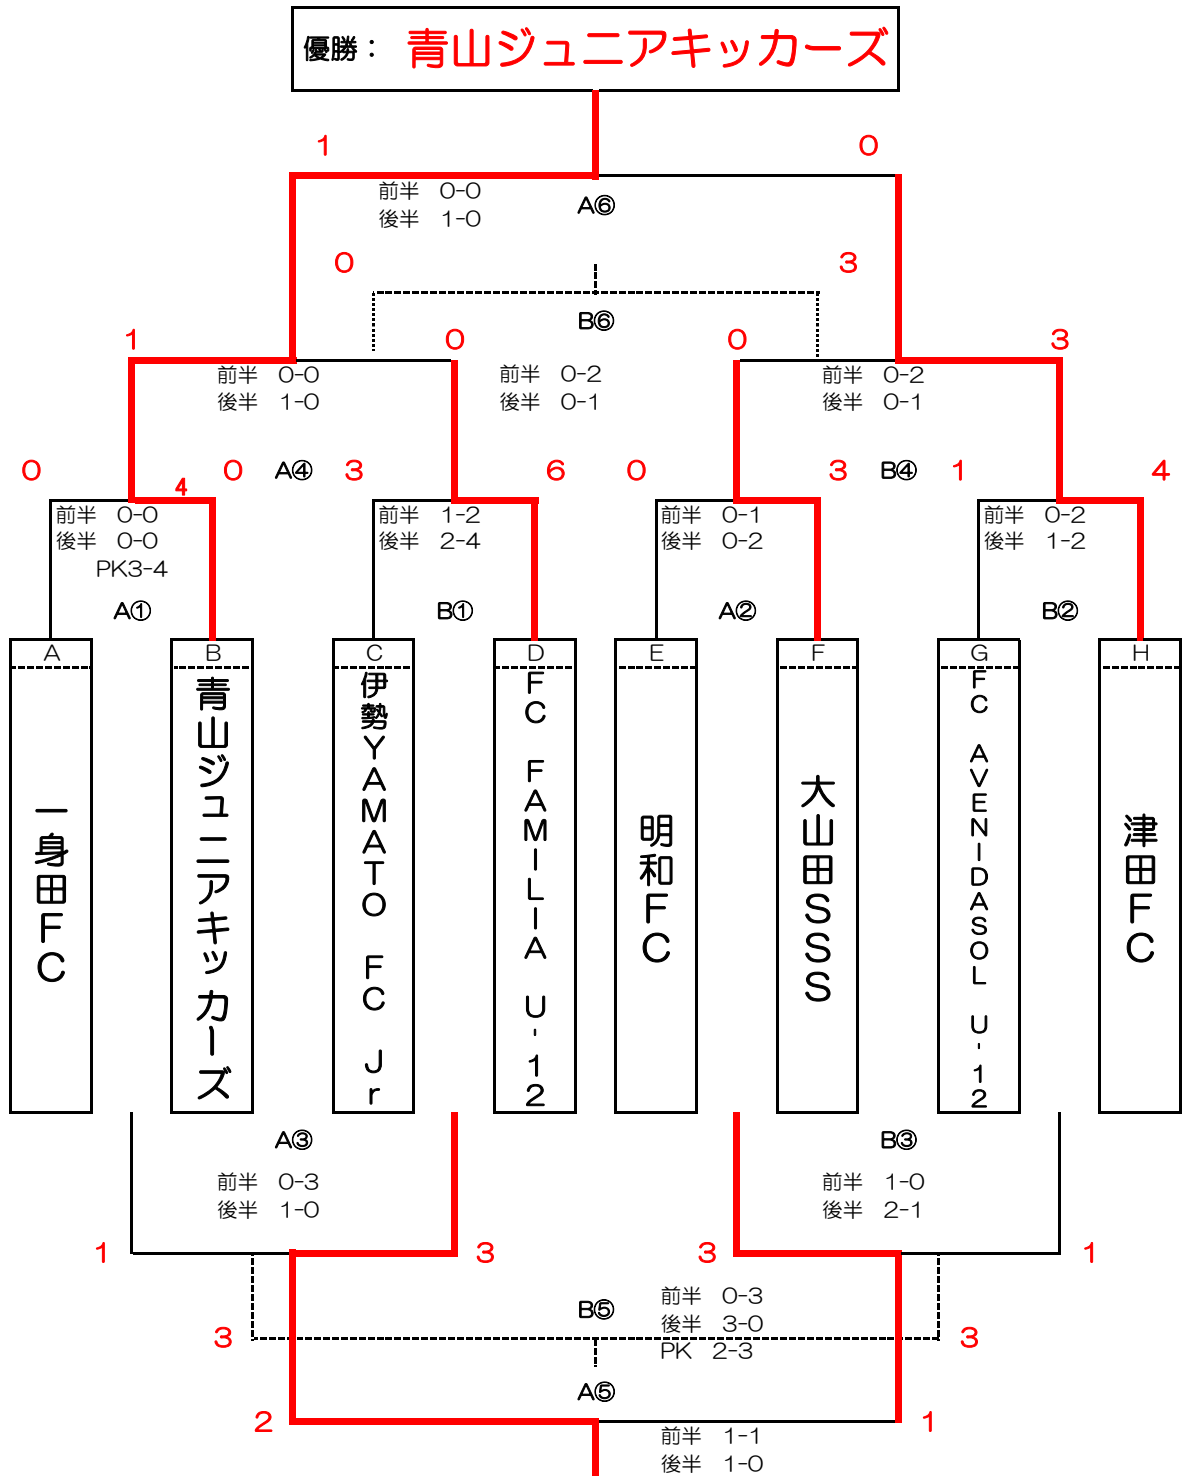 優勝： 青山ジュニアキッカーズ
1 0
前半 0-0
後半 1-0
A⑥
0 3
B⑥
1 0 0 3
前半 0-0
後半 1-0
前半 0-2
後半 0-1
前半 0-2
後半 0-1
0 4 0 A④ 3 6 0 3 B④ 1 4
前半 0-0
後半 0-0
PK3-4
前半 1-2
後半 2-4
前半 0-1
後半 0-2
前半 0-2
後半 1-2
A① B① A② B②
A B C D E F G H
一身田FC
青山ジュニアキッカーズ
伊勢YAMATO FC Jr
FC FAMILIA U-12
明和FC
大山田SSS
FC AVENIDASOL U-12
津田FC
A③ B③
前半 0-3
後半 1-0
前半 1-0
後半 2-1
1 3 3 1
B⑤
前半 0-3
後半 3-0
PK 2-3
3 3
A⑤
2 1
前半 1-1
後半 1-0